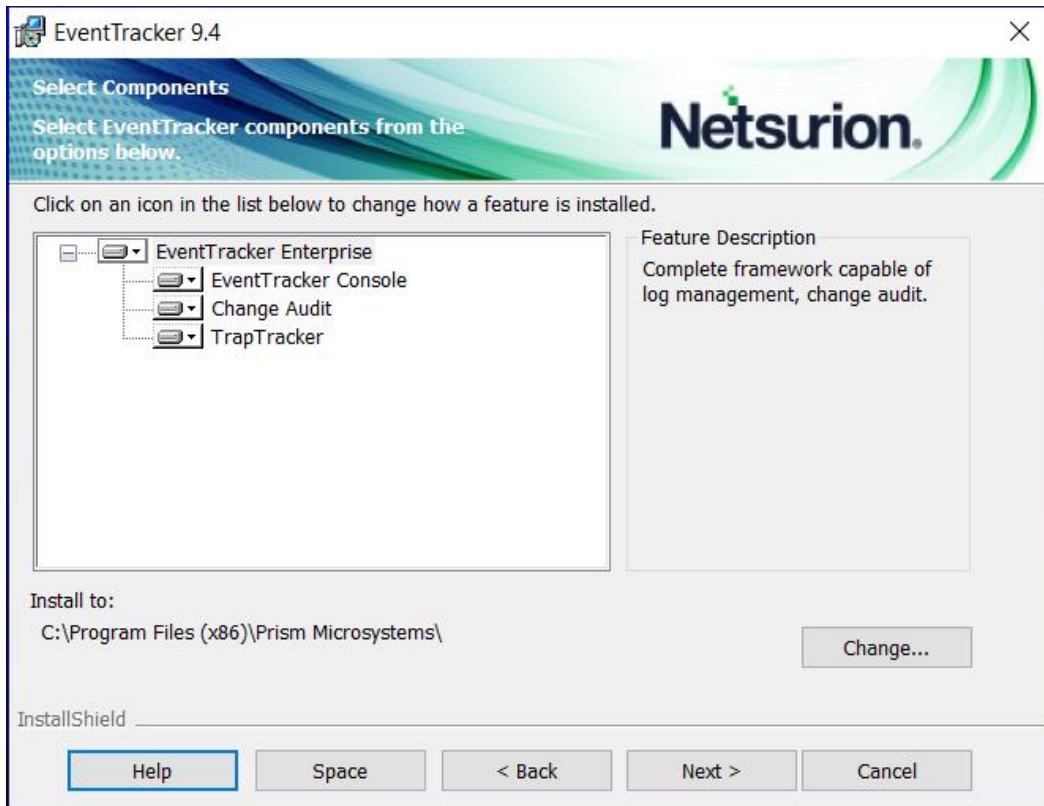 EventTracker 9.4
Select Components
Select EventTracker components from the
options below.
Netsurion.
Click on an icon in the list below to change how a feature is installed.
EventTracker Enterprise
EventTracker Console
Change Audit
TrapTracker
Feature Description
Complete framework capable of
log management, change audit.
Install to:
C:\Program Files (x86)\Prism Microsystems\
Change...
InstallShield
Help
Space
< Back
Next >
Cancel